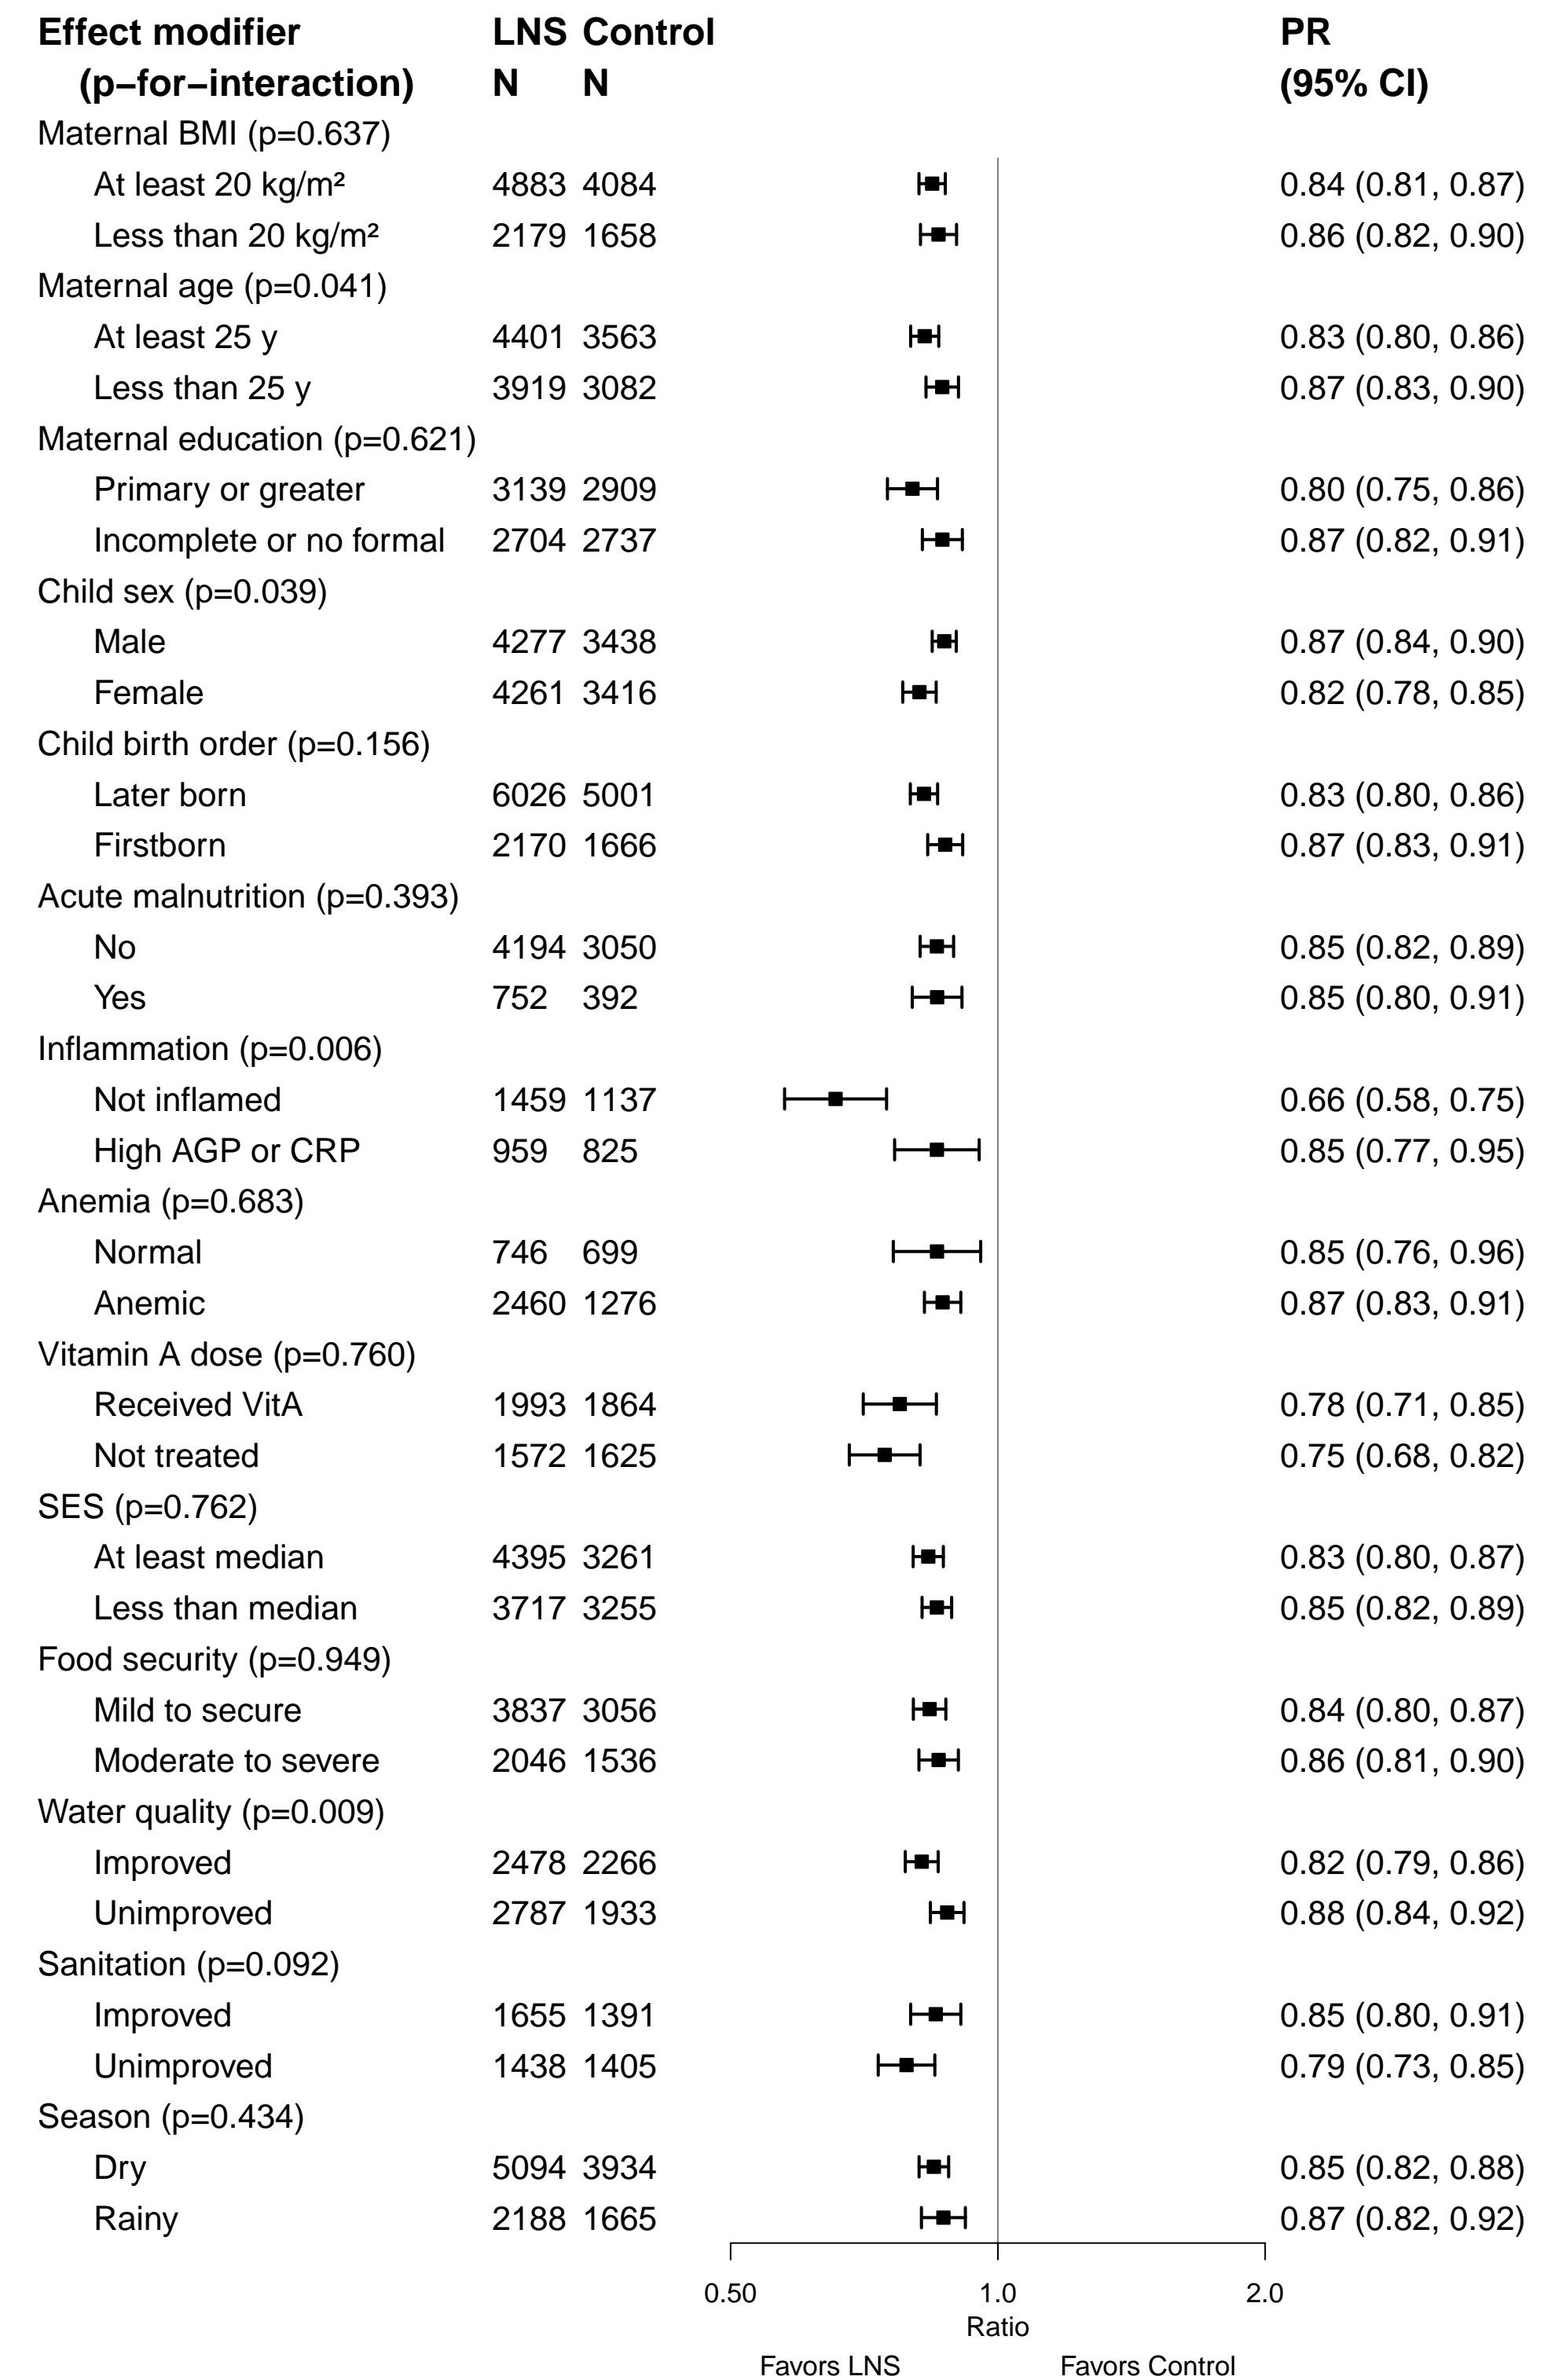 Effect modifier LNS Control PR
(p–for–interaction) N N (95% CI)
Maternal BMI (p=0.637)
At least 20 kg/m² 4883 4084 0.84 (0.81, 0.87)
Less than 20 kg/m² 2179 1658 0.86 (0.82, 0.90)
Maternal age (p=0.041)
At least 25 y 4401 3563 0.83 (0.80, 0.86)
Less than 25 y 3919 3082 0.87 (0.83, 0.90)
Maternal education (p=0.621)
Primary or greater 3139 2909 0.80 (0.75, 0.86)
Incomplete or no formal 2704 2737 0.87 (0.82, 0.91)
Child sex (p=0.039)
Male 4277 3438 0.87 (0.84, 0.90)
Female 4261 3416 0.82 (0.78, 0.85)
Child birth order (p=0.156)
Later born 6026 5001 0.83 (0.80, 0.86)
Firstborn 2170 1666 0.87 (0.83, 0.91)
Acute malnutrition (p=0.393)
No 4194 3050 0.85 (0.82, 0.89)
Yes 752 392 0.85 (0.80, 0.91)
Inflammation (p=0.006)
Not inflamed 1459 1137 0.66 (0.58, 0.75)
High AGP or CRP 959 825 0.85 (0.77, 0.95)
Anemia (p=0.683)
Normal 746 699 0.85 (0.76, 0.96)
Anemic 2460 1276 0.87 (0.83, 0.91)
Vitamin A dose (p=0.760)
Received VitA 1993 1864 0.78 (0.71, 0.85)
Not treated 1572 1625 0.75 (0.68, 0.82)
SES (p=0.762)
At least median 4395 3261 0.83 (0.80, 0.87)
Less than median 3717 3255 0.85 (0.82, 0.89)
Food security (p=0.949)
Mild to secure 3837 3056 0.84 (0.80, 0.87)
Moderate to severe 2046 1536 0.86 (0.81, 0.90)
Water quality (p=0.009)
Improved 2478 2266 0.82 (0.79, 0.86)
Unimproved 2787 1933 0.88 (0.84, 0.92)
Sanitation (p=0.092)
Improved 1655 1391 0.85 (0.80, 0.91)
Unimproved 1438 1405 0.79 (0.73, 0.85)
Season (p=0.434)
Dry 5094 3934 0.85 (0.82, 0.88)
Rainy 2188 1665 0.87 (0.82, 0.92)
0.50 1.0 2.0
Ratio
Favors LNS Favors Control